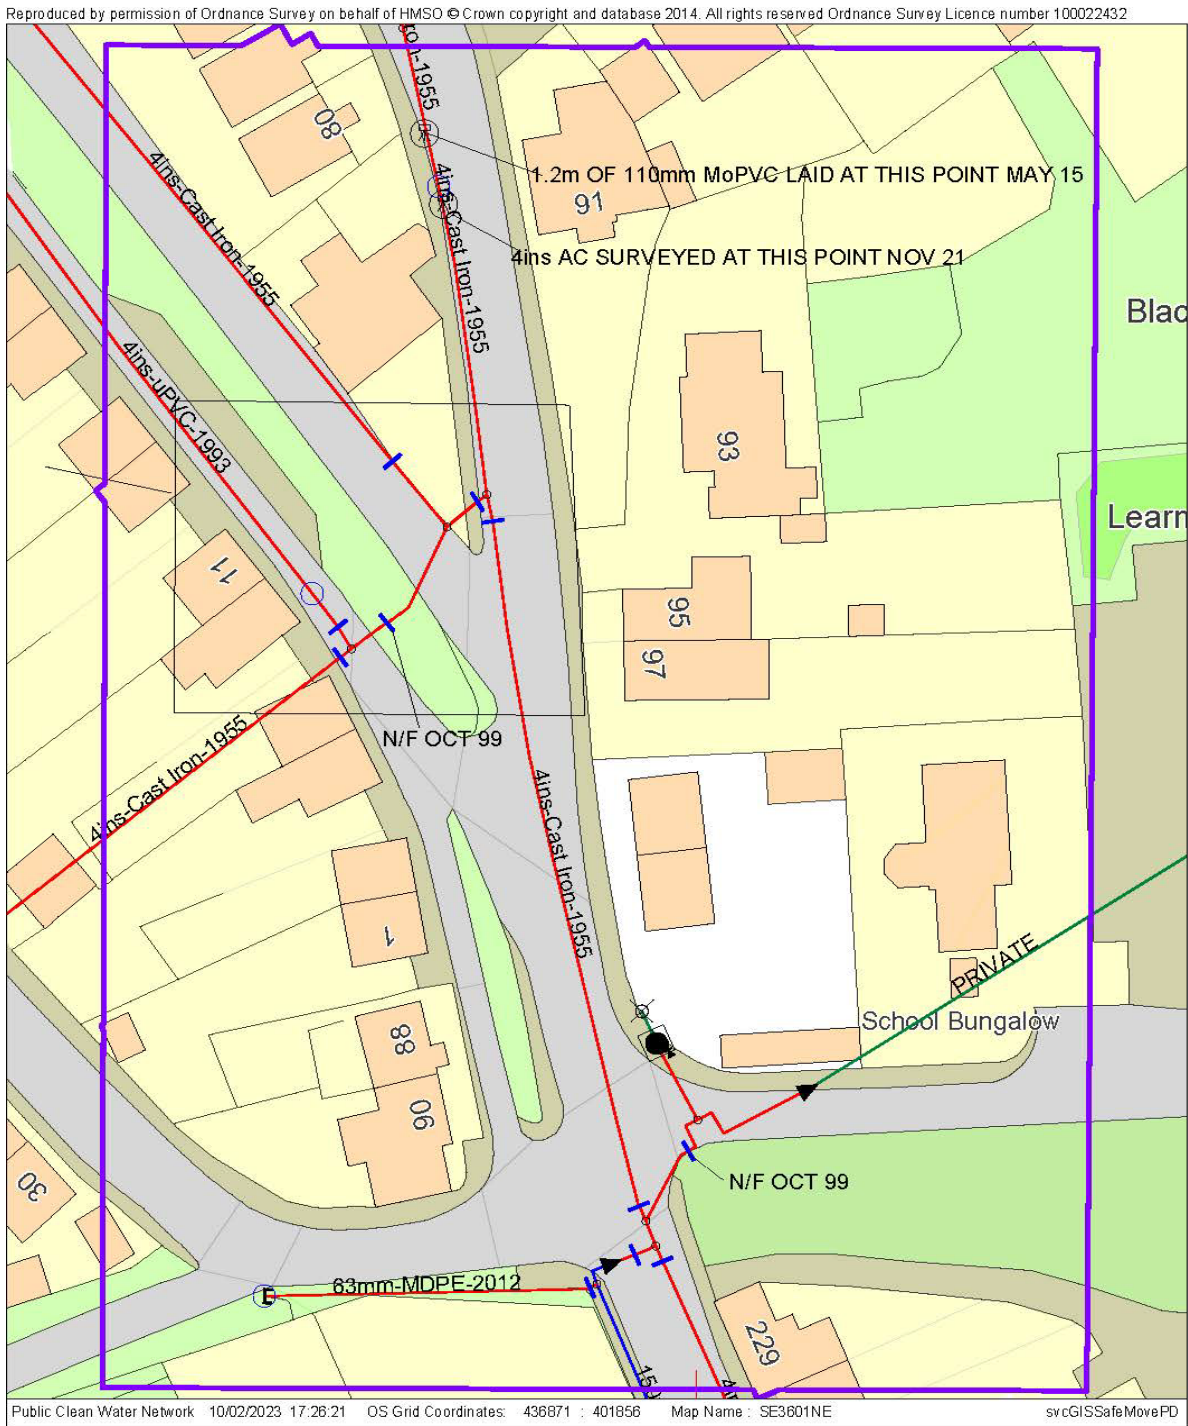 Reproduced by permission of Ordnance Survey on behalf of HMSO © Crown copyright and database 2014. All rights reserved Ordnance Survey Licence number 100022432
on-1955
80
4ins-Cast Iron-1955
1.2m OF 110mm MoPVC LAID AT THIS POINT MAY 15
91
4ins-Cast Iron-1955
4ins AC SURVEYED AT THIS POINT NOV 21
Blac
4ins-uPVC-1993
93
Learn
11
95
97
N/F OCT 99
4ins-Cast Iron-1955
4ins-Cast Iron-1955
1
PRIVATE
School Bungalow
88
90
30
N/F OCT 99
E
63mm-MDPE-2012
229
Public Clean Water Network 10/02/2023 17:26:21 OS Grid Coordinates: 436871 : 401856 Map Name : SE3601NE svcGISSafeMovePD